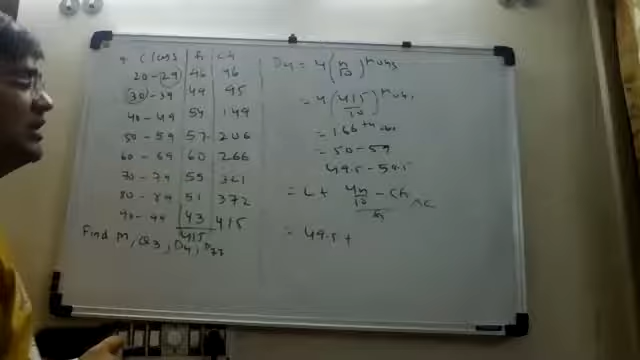 Class f cf
20-29 46 46
30-39 49 95
40-49 54 149
50-59 57 206
60-69 60 266
70-79 55 321
80-89 51 372
90-99 43 415
415
Find M, Q3, D4, P77
D4 = 4 (n/10)th obs
= 4 (415/10)th obs
= 166th obs
= 50-59
49.5-59.5
= L + 4n/10 - cf / f × C
= 49.5 +